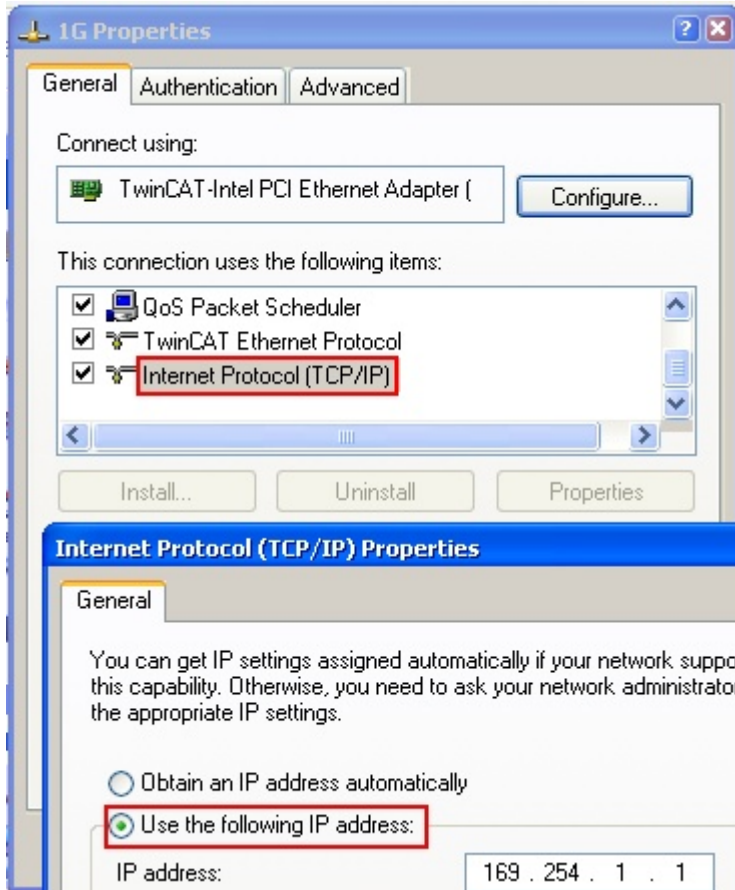 1G Properties
General Authentication Advanced
Connect using:
TwinCAT-Intel PCI Ethernet Adapter (
Configure...
This connection uses the following items:
QoS Packet Scheduler
TwinCAT Ethernet Protocol
Internet Protocol (TCP/IP)
Install... Uninstall Properties
Internet Protocol (TCP/IP) Properties
General
You can get IP settings assigned automatically if your network suppo
this capability. Otherwise, you need to ask your network administrato
the appropriate IP settings.
Obtain an IP address automatically
Use the following IP address:
IP address: 169 . 254 . 1 . 1